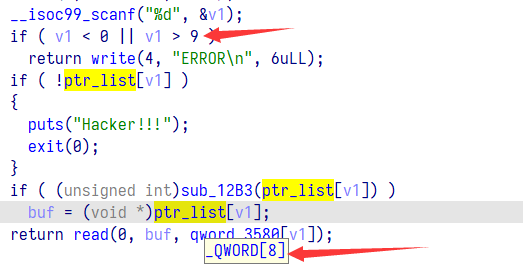 __isoc99_scanf("%d", &v1);
if ( v1 < 0 || v1 > 9 )
return write(4, "ERROR\n", 6uLL);
if ( !ptr_list[v1] )
{
puts("Hacker!!!");
exit(0);
}
if ( (unsigned int)sub_12B3(ptr_list[v1]) )
buf = (void *)ptr_list[v1];
return read(0, buf, qword_3580[v1]);
_QWORD[8]